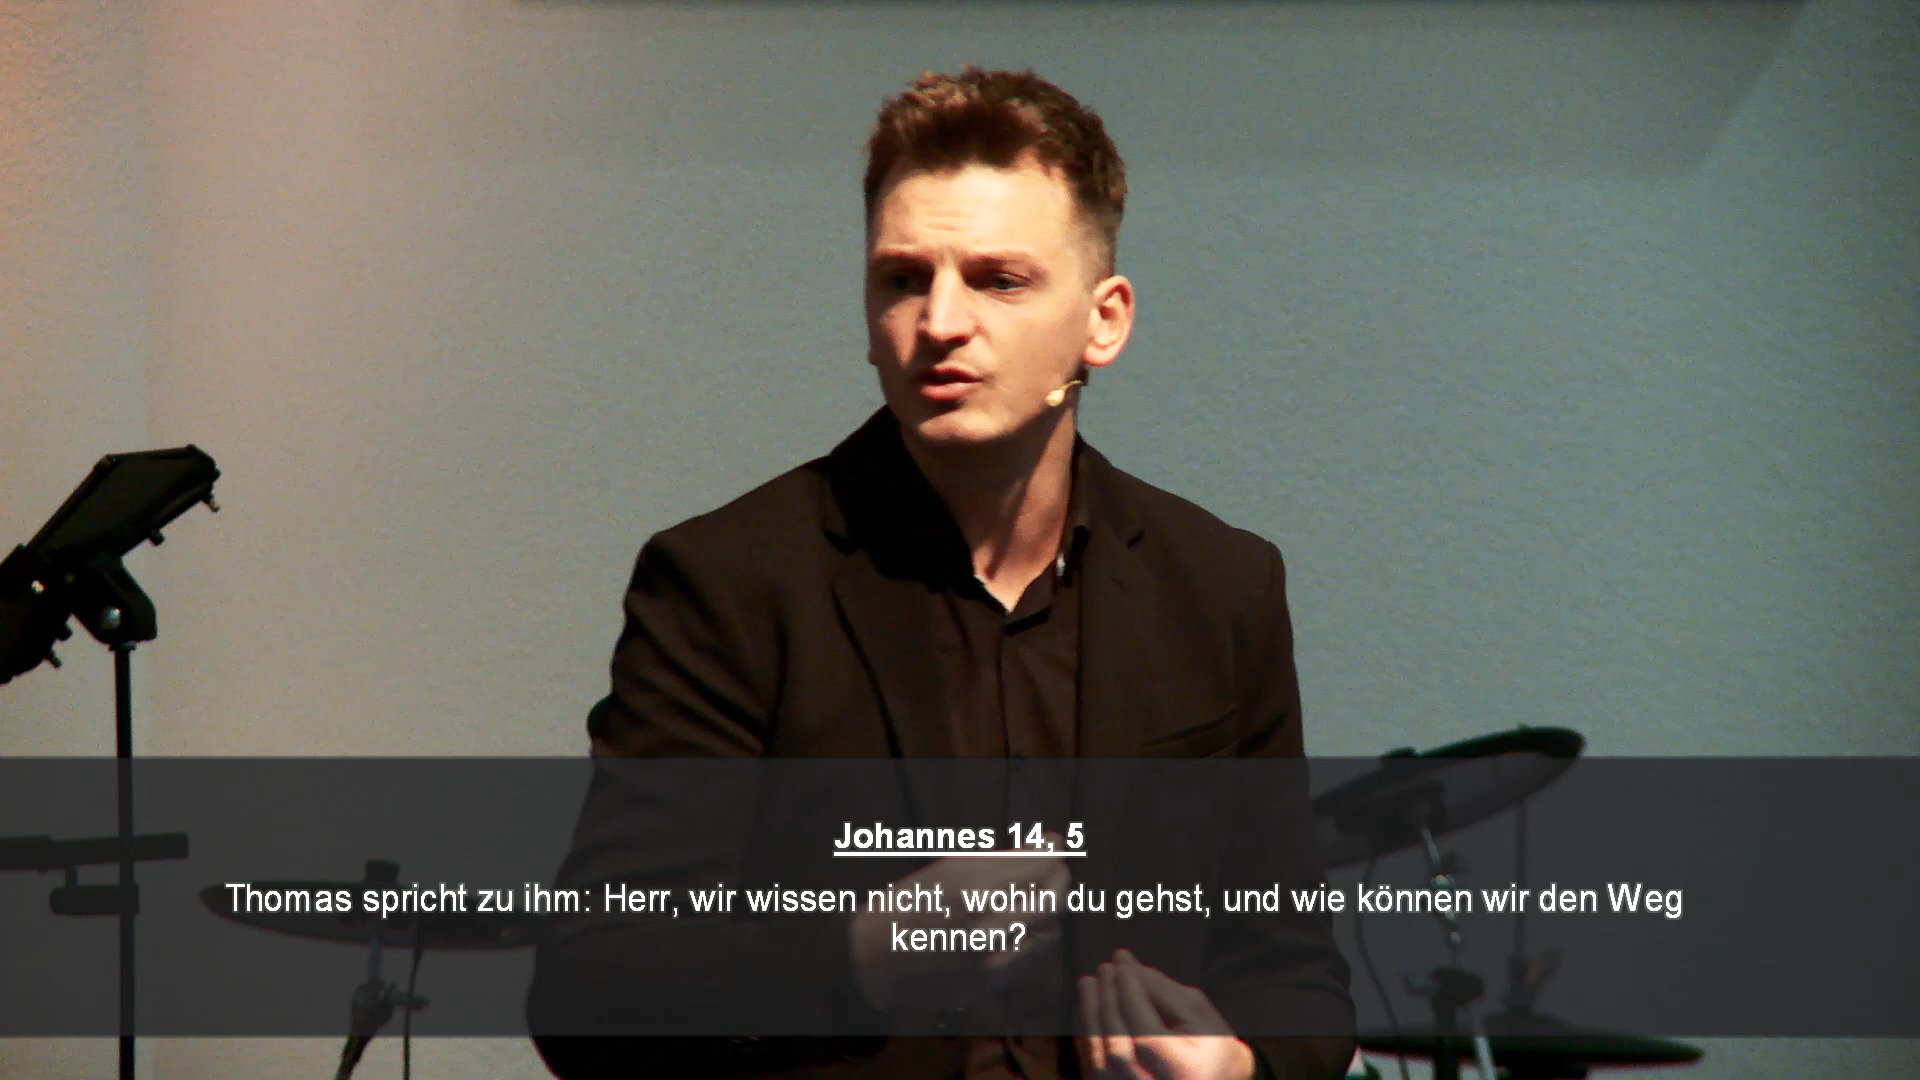 Johannes 14, 5
Thomas spricht zu ihm: Herr, wir wissen nicht, wohin du gehst, und wie können wir den Weg
kennen?